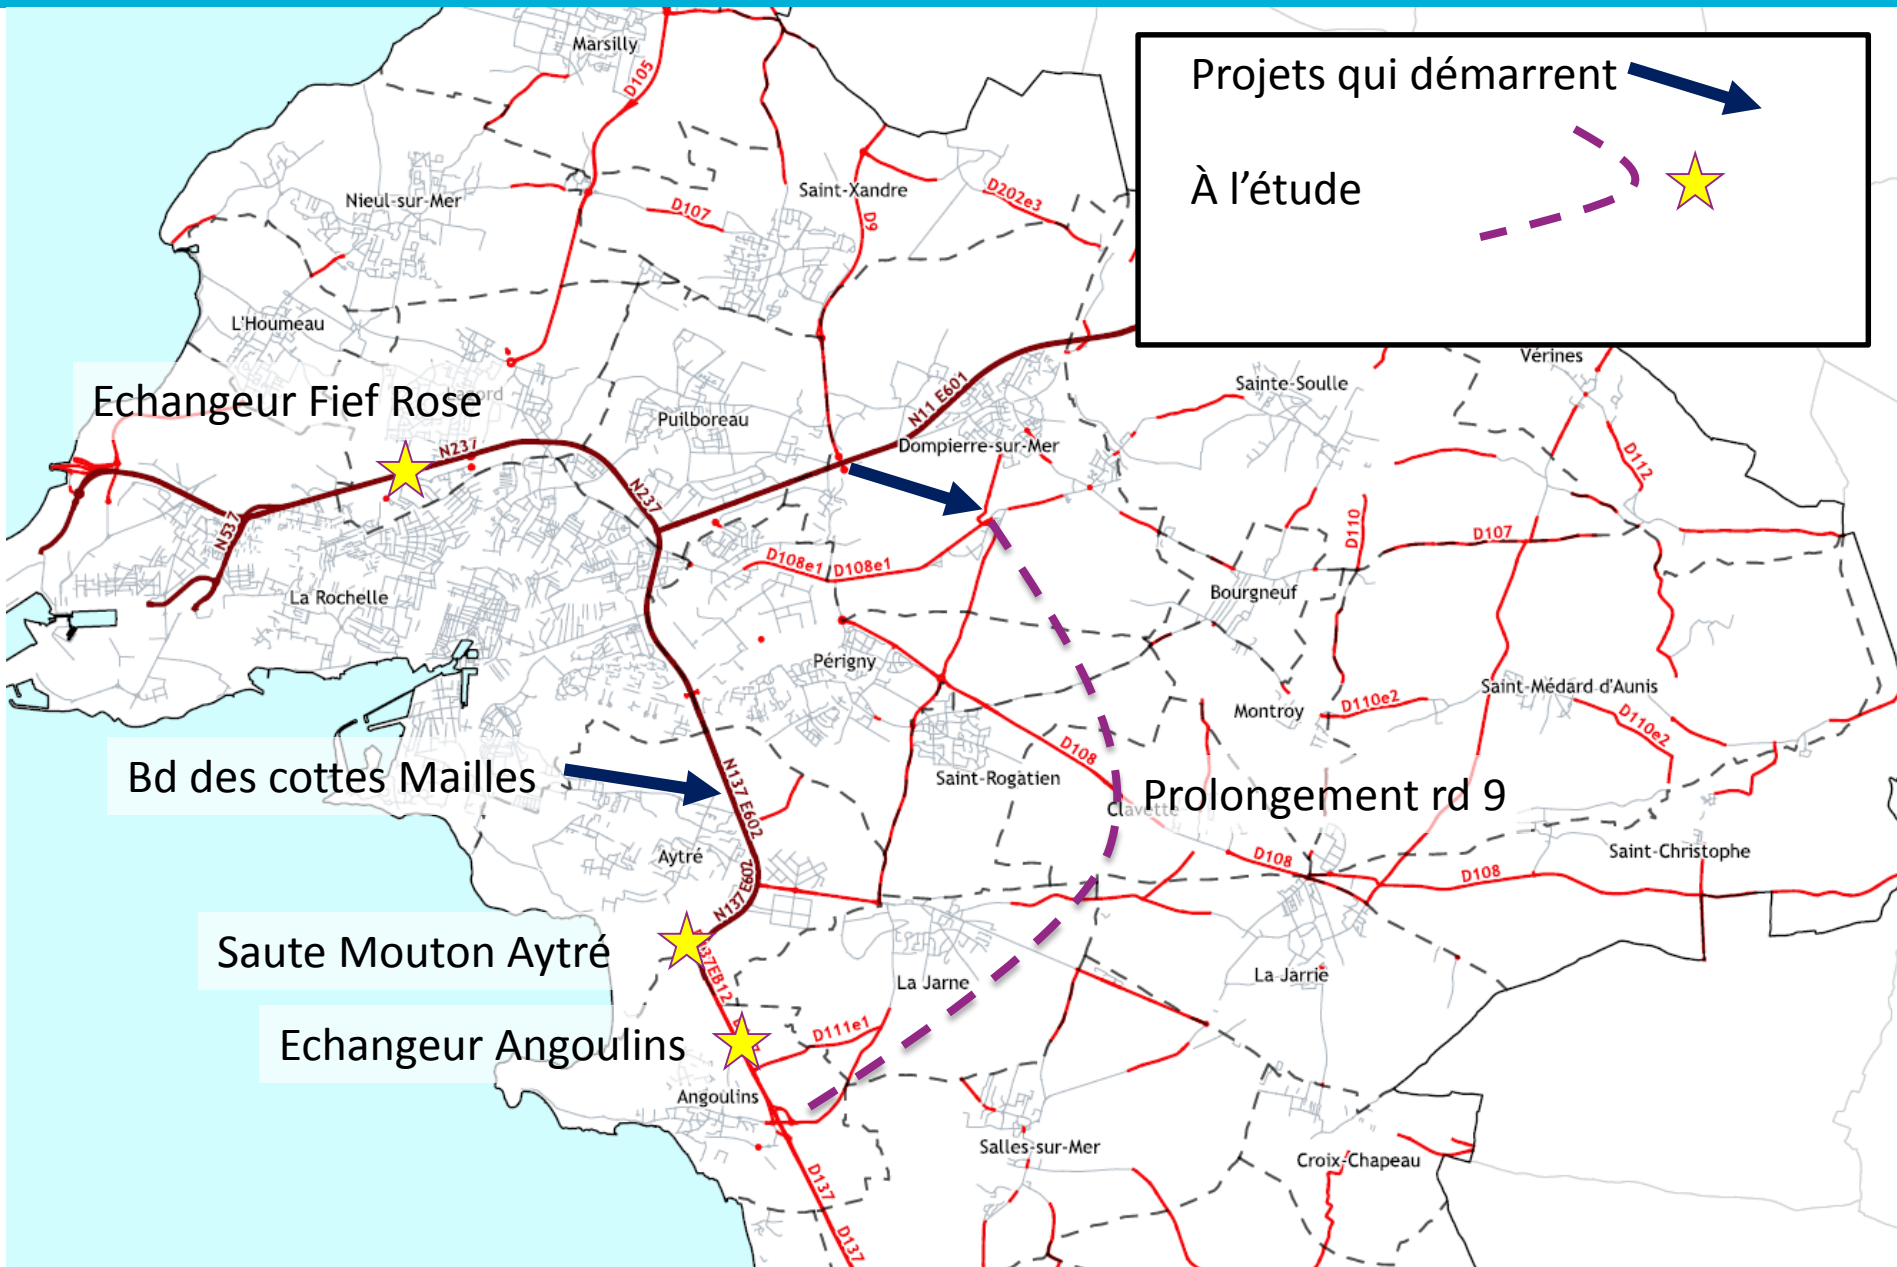 Marsilly
D105
Projets qui démarrent
À l'étude
Saint-Xandre
Nieul-sur-Mer
D107
D9
D202e3
L'Houmeau
Vérines
Echangeur Fief Rose
Lagord
Puilboreau
N11 E601
Sainte-Soulle
Dompierre-sur-Mer
N237
D112
N237
N537
D110
D107
D108e1
D108e1
La Rochelle
Bourgneuf
Périgny
Saint-Médard d'Aunis
Montroy
D110e2
D110e2
Bd des cottes Mailles
N137 E602
Saint-Rogatien
D108
Clavette
Prolongement rd 9
Aytré
D108
Saint-Christophe
D108
N137 E602
Saute Mouton Aytré
La Jarne
La Jarrie
Echangeur Angoulins
D111e1
Angoulins
Salles-sur-Mer
Croix-Chapeau
D137
D137